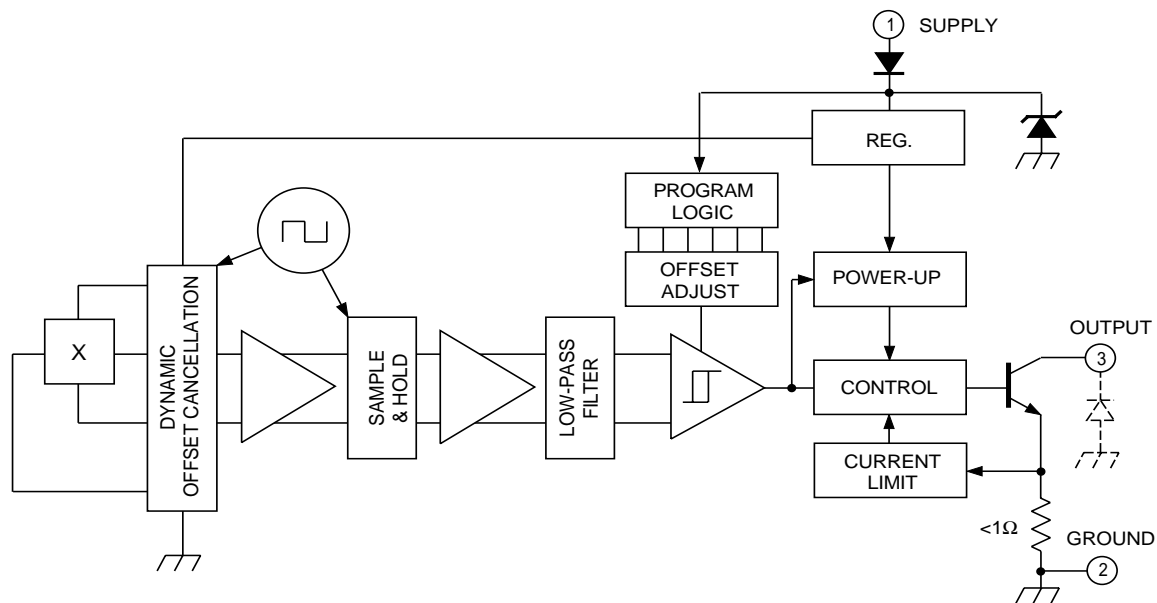 1
SUPPLY
REG.
PROGRAM
LOGIC
OFFSET
ADJUST
POWER-UP
OUTPUT
3
X
DYNAMIC
OFFSET CANCELLATION
SAMPLE
& HOLD
LOW-PASS
FILTER
CONTROL
CURRENT
LIMIT
<1Ω
GROUND
2